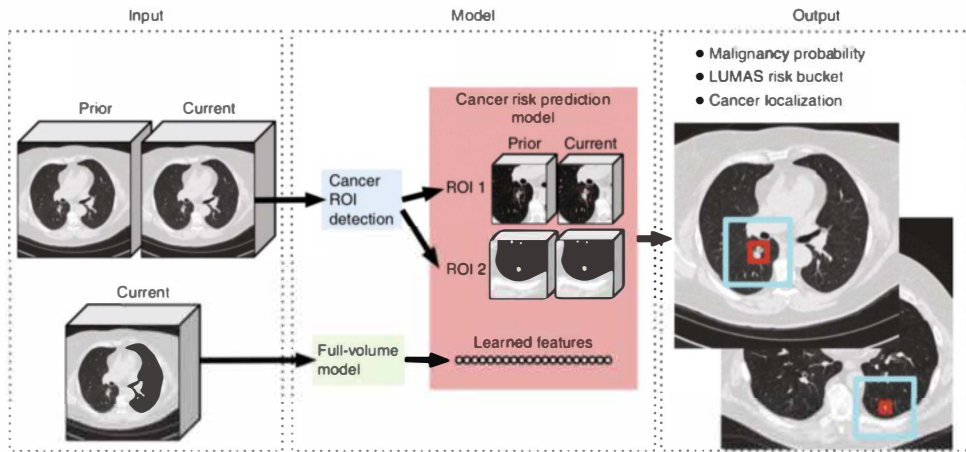 Input
Model
Output
Prior
Current
Current
Cancer
ROI
detection
Full-volume
model
Cancer risk prediction
model
Prior
Current
ROI 1
ROI 2
Learned features
● Malignancy probability
● LUMAS risk bucket
● Cancer localization